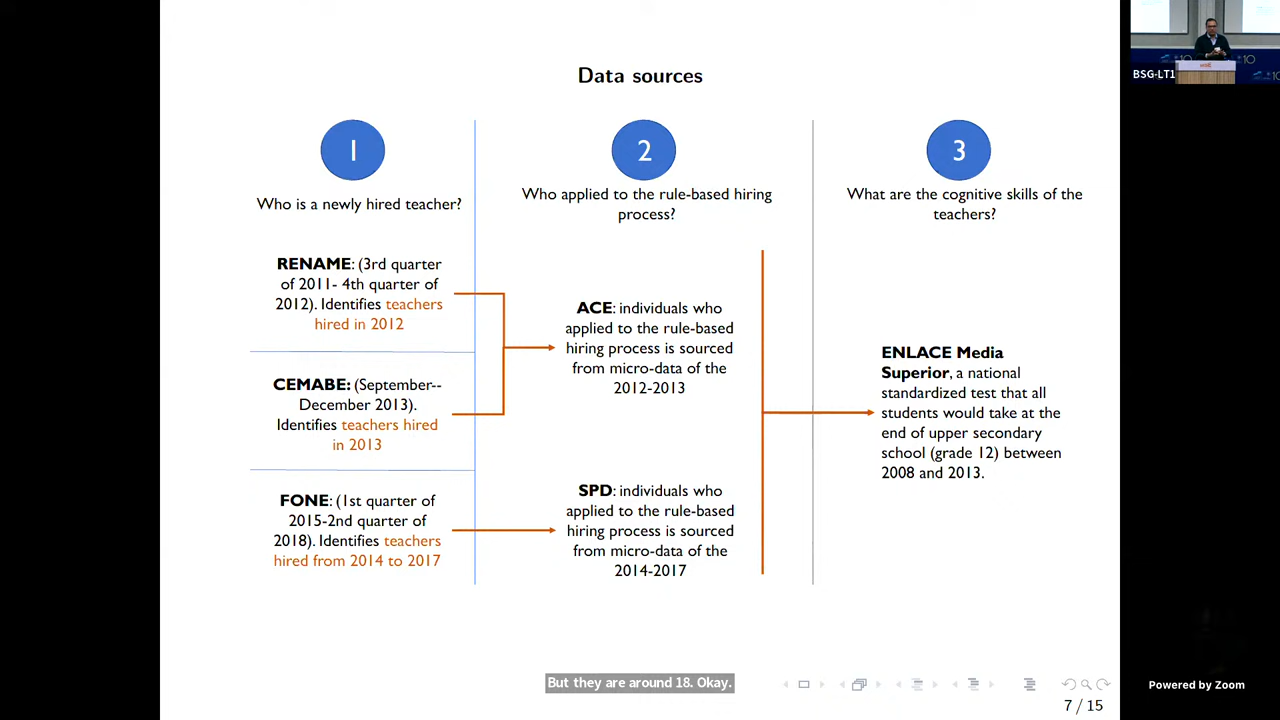 Data sources
1
Who is a newly hired teacher?
RENAME: (3rd quarter
of 2011- 4th quarter of
2012). Identifies teachers
hired in 2012
CEMABE: (September--
December 2013).
Identifies teachers hired
in 2013
FONE: (1st quarter of
2015-2nd quarter of
2018). Identifies teachers
hired from 2014 to 2017
2
Who applied to the rule-based hiring
process?
ACE: individuals who
applied to the rule-based
hiring process is sourced
from micro-data of the
2012-2013
SPD: individuals who
applied to the rule-based
hiring process is sourced
from micro-data of the
2014-2017
3
What are the cognitive skills of the
teachers?
ENLACE Media
Superior, a national
standardized test that all
students would take at the
end of upper secondary
school (grade 12) between
2008 and 2013.
BSG-LT1
But they are around 18. Okay.
Powered by Zoom
7 / 15